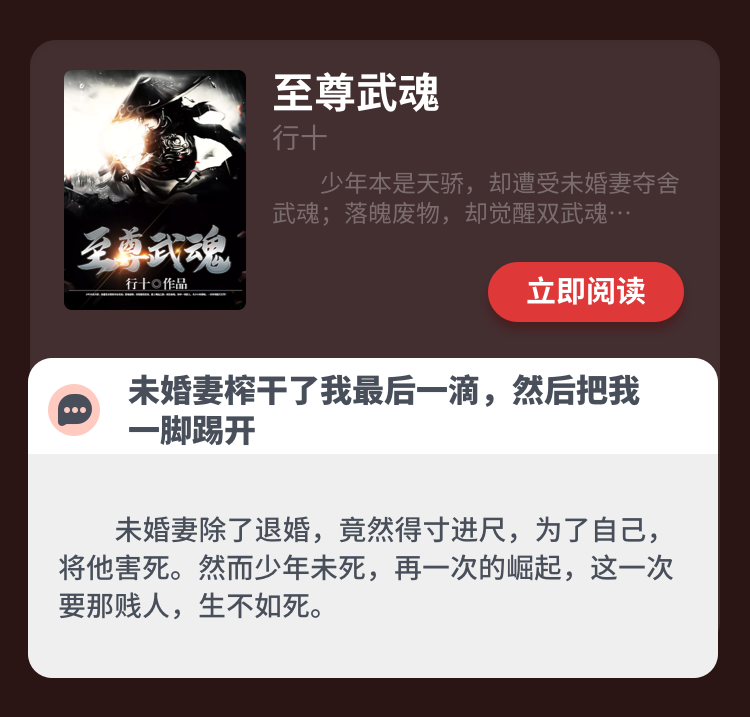 至尊武魂
行十
少年本是天骄，却遭受未婚妻夺舍
武魂；落魄废物，却觉醒双武魂…
至尊武魂
行十◎作品
立即阅读
未婚妻榨干了我最后一滴，然后把我
一脚踢开
未婚妻除了退婚，竟然得寸进尺，为了自己，
将他害死。然而少年未死，再一次的崛起，这一次
要那贱人，生不如死。